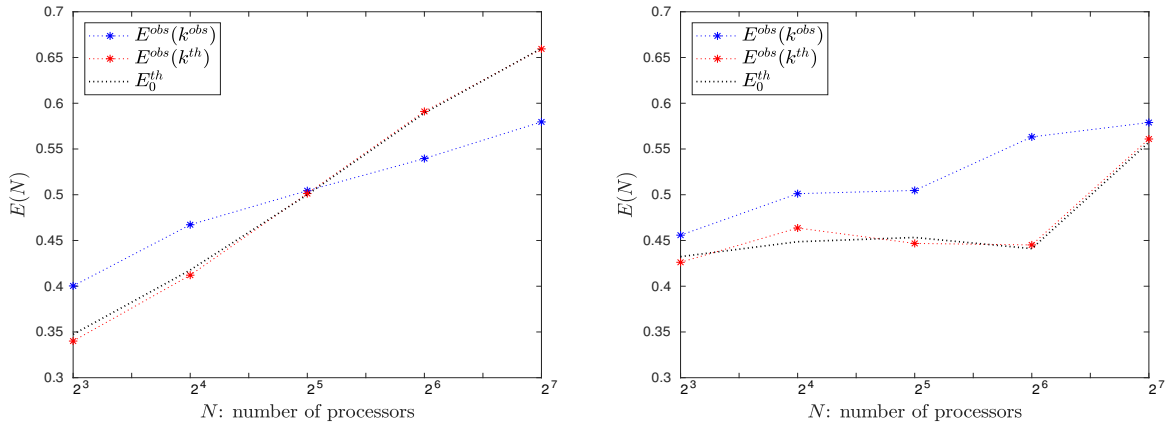 0.7
0.65
0.6
0.55
0.5
0.45
0.4
0.35
0.3
E(N)
E^{obs}(k^{obs})
E^{obs}(k^{th})
E_0^{th}
2^3 2^4 2^5 2^6 2^7
N: number of processors
0.7
0.65
0.6
0.55
0.5
0.45
0.4
0.35
0.3
E(N)
E^{obs}(k^{obs})
E^{obs}(k^{th})
E_0^{th}
2^3 2^4 2^5 2^6 2^7
N: number of processors